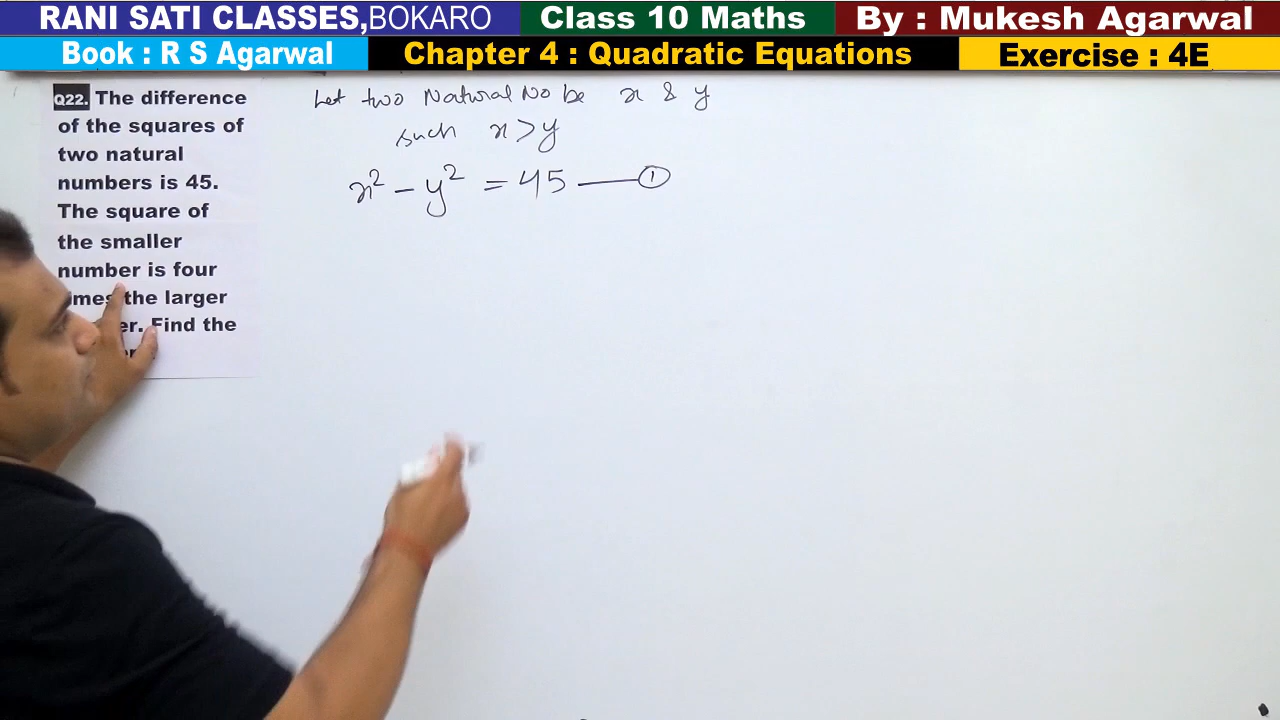 RANI SATI CLASSES,BOKARO Class 10 Maths By : Mukesh Agarwal
Book : R S Agarwal Chapter 4 : Quadratic Equations Exercise : 4E
Q22. The difference
of the squares of
two natural
numbers is 45.
The square of
the smaller
number is four
the larger
Find the
Let two Natural No be x & y
such x > y
x² - y² = 45 —— ①